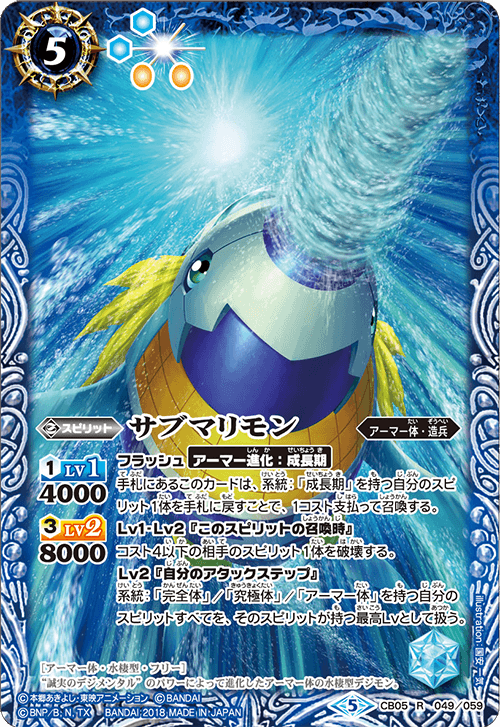 5
サブマリモン
スピリット
アーマー体・造兵
1 LV1
4000
3 LV2
8000
フラッシュ 【アーマー進化：成長期】
手札にあるこのカードは、系統：「成長期」を持つ自分のスピ
リット1体を手札に戻すことで、1コスト支払って召喚する。
Lv1・Lv2『このスピリットの召喚時』
コスト4以下の相手のスピリット1体を破壊する。
Lv2『自分のアタックステップ』
系統：「完全体」/「究極体」/「アーマー体」を持つ自分の
スピリットすべてを、そのスピリットが持つ最高Lvとして扱う。
［アーマー体・水棲型・フリー］
“誠実のデジメンタル”のパワーによって進化したアーマー体の水棲型デジモン。
©本郷あきよし・東映アニメーション ©BANDAI
©BNP/B・N,TX BANDAI 2018 MADE IN JAPAN
5 CB05 R 049/059